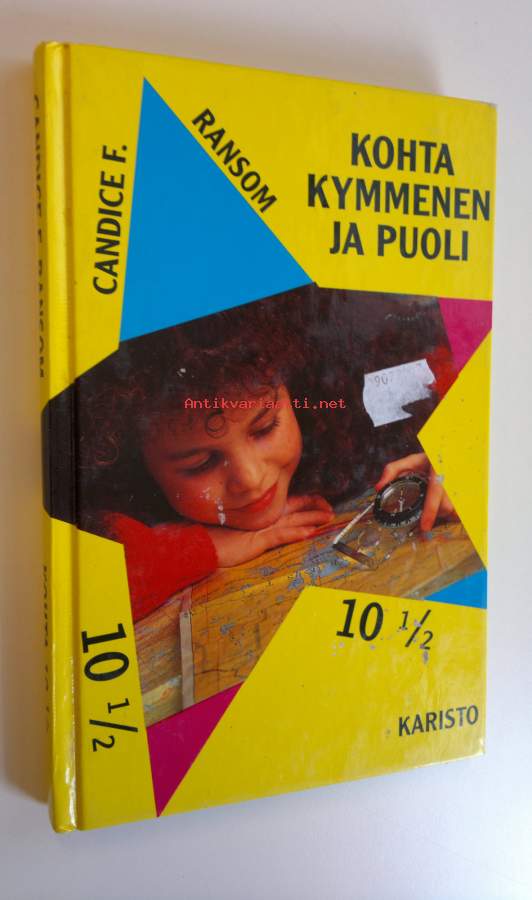 CANDICE F.
RANSOM
KOHTA
KYMMENEN
JA PUOLI
Antikvariaatti.net
10 1/2
10 1/2
KARISTO
CANDICE F. RANSOM